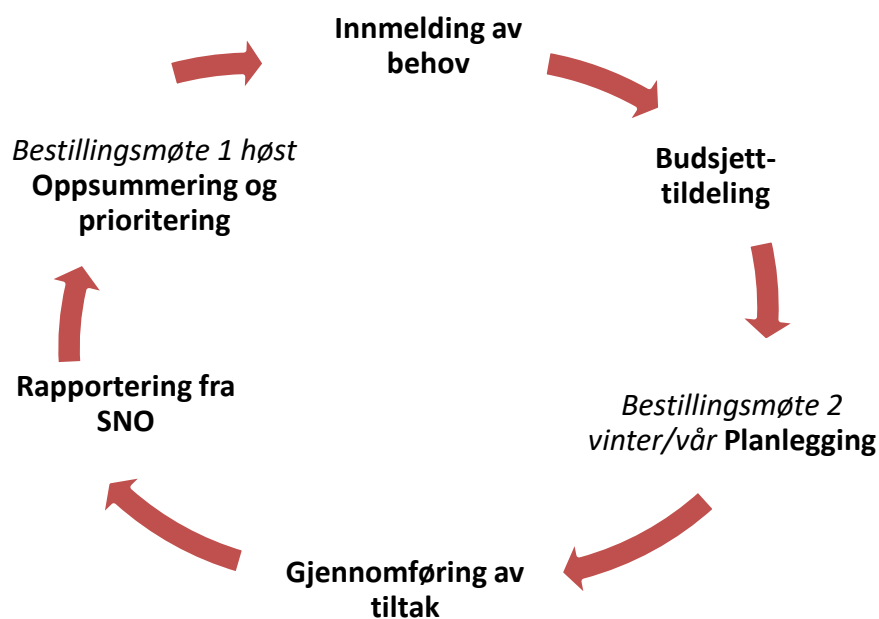 Innmelding av
behov
Budsjett-
tildeling
Bestillingsmøte 2
vinter/vår Planlegging
Gjennomføring av
tiltak
Rapportering fra
SNO
Bestillingsmøte 1 høst
Oppsummering og
prioritering